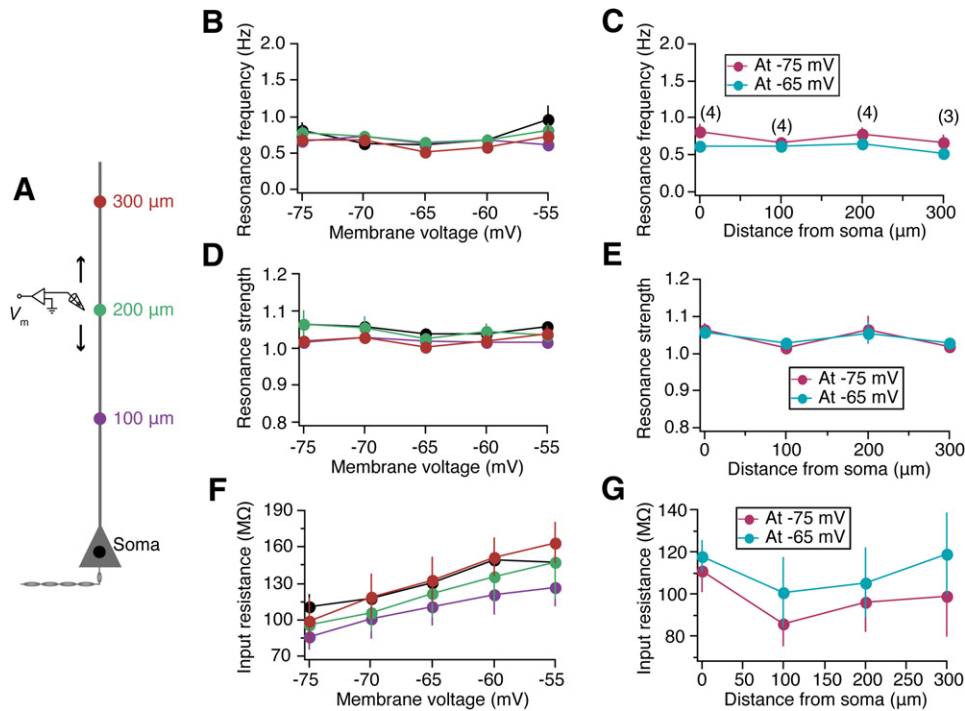 A
300 µm
200 µm
Vm
100 µm
Soma
B
Resonance frequency (Hz)
2.0
1.5
1.0
0.5
0.0
-75 -70 -65 -60 -55
Membrane voltage (mV)
C
Resonance frequency (Hz)
2.0
1.5
1.0
0.5
0.0
At -75 mV
At -65 mV
(4) (4) (4) (3)
0 100 200 300
Distance from soma (µm)
D
Resonance strength
1.2
1.1
1.0
0.9
0.8
-75 -70 -65 -60 -55
Membrane voltage (mV)
E
Resonance strength
1.2
1.1
1.0
0.9
0.8
At -75 mV
At -65 mV
0 100 200 300
Distance from soma (µm)
F
Input resistance (MΩ)
190
160
130
100
70
-75 -70 -65 -60 -55
Membrane voltage (mV)
G
Input resistance (MΩ)
140
120
100
80
At -75 mV
At -65 mV
0 50 100 150 200 250 300
Distance from soma (µm)